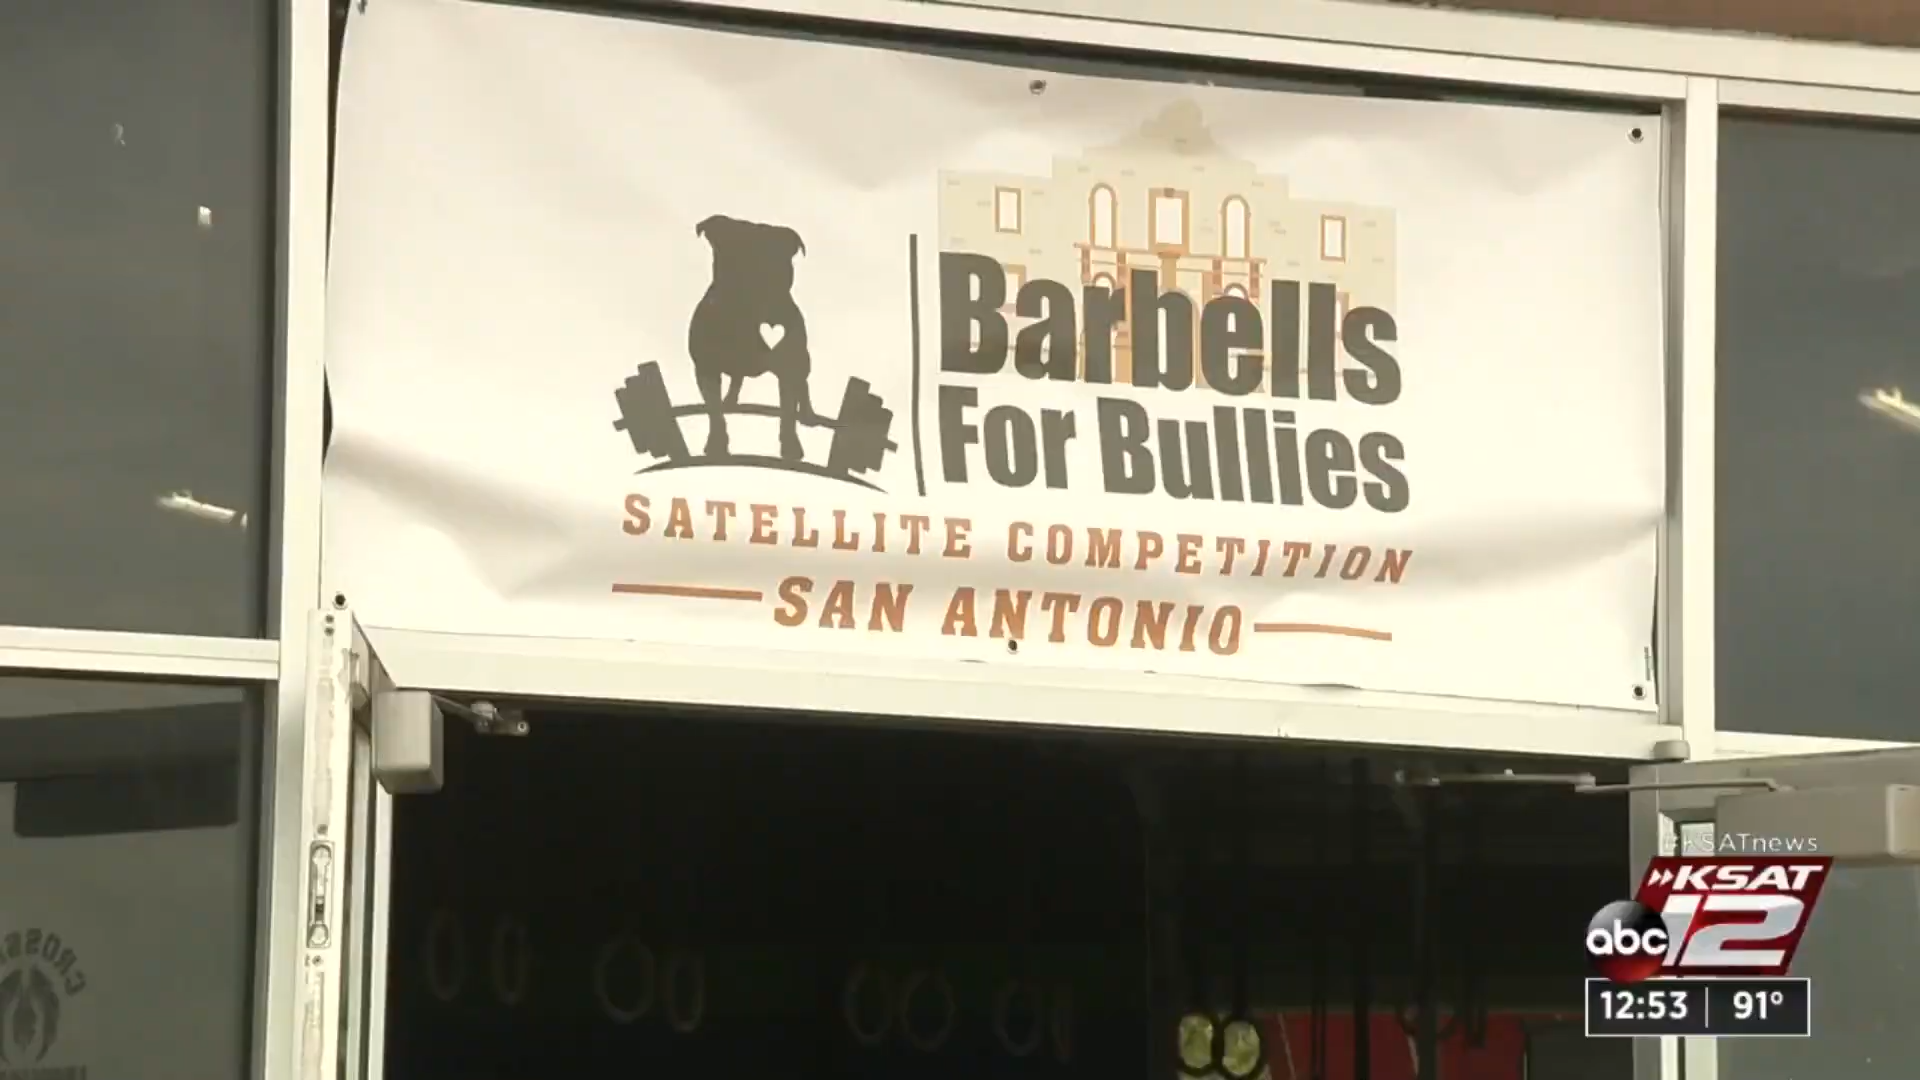 Barbells
For Bullies
SATELLITE COMPETITION
SAN ANTONIO
#KSATnews
KSAT
abc 12
12:53 91°